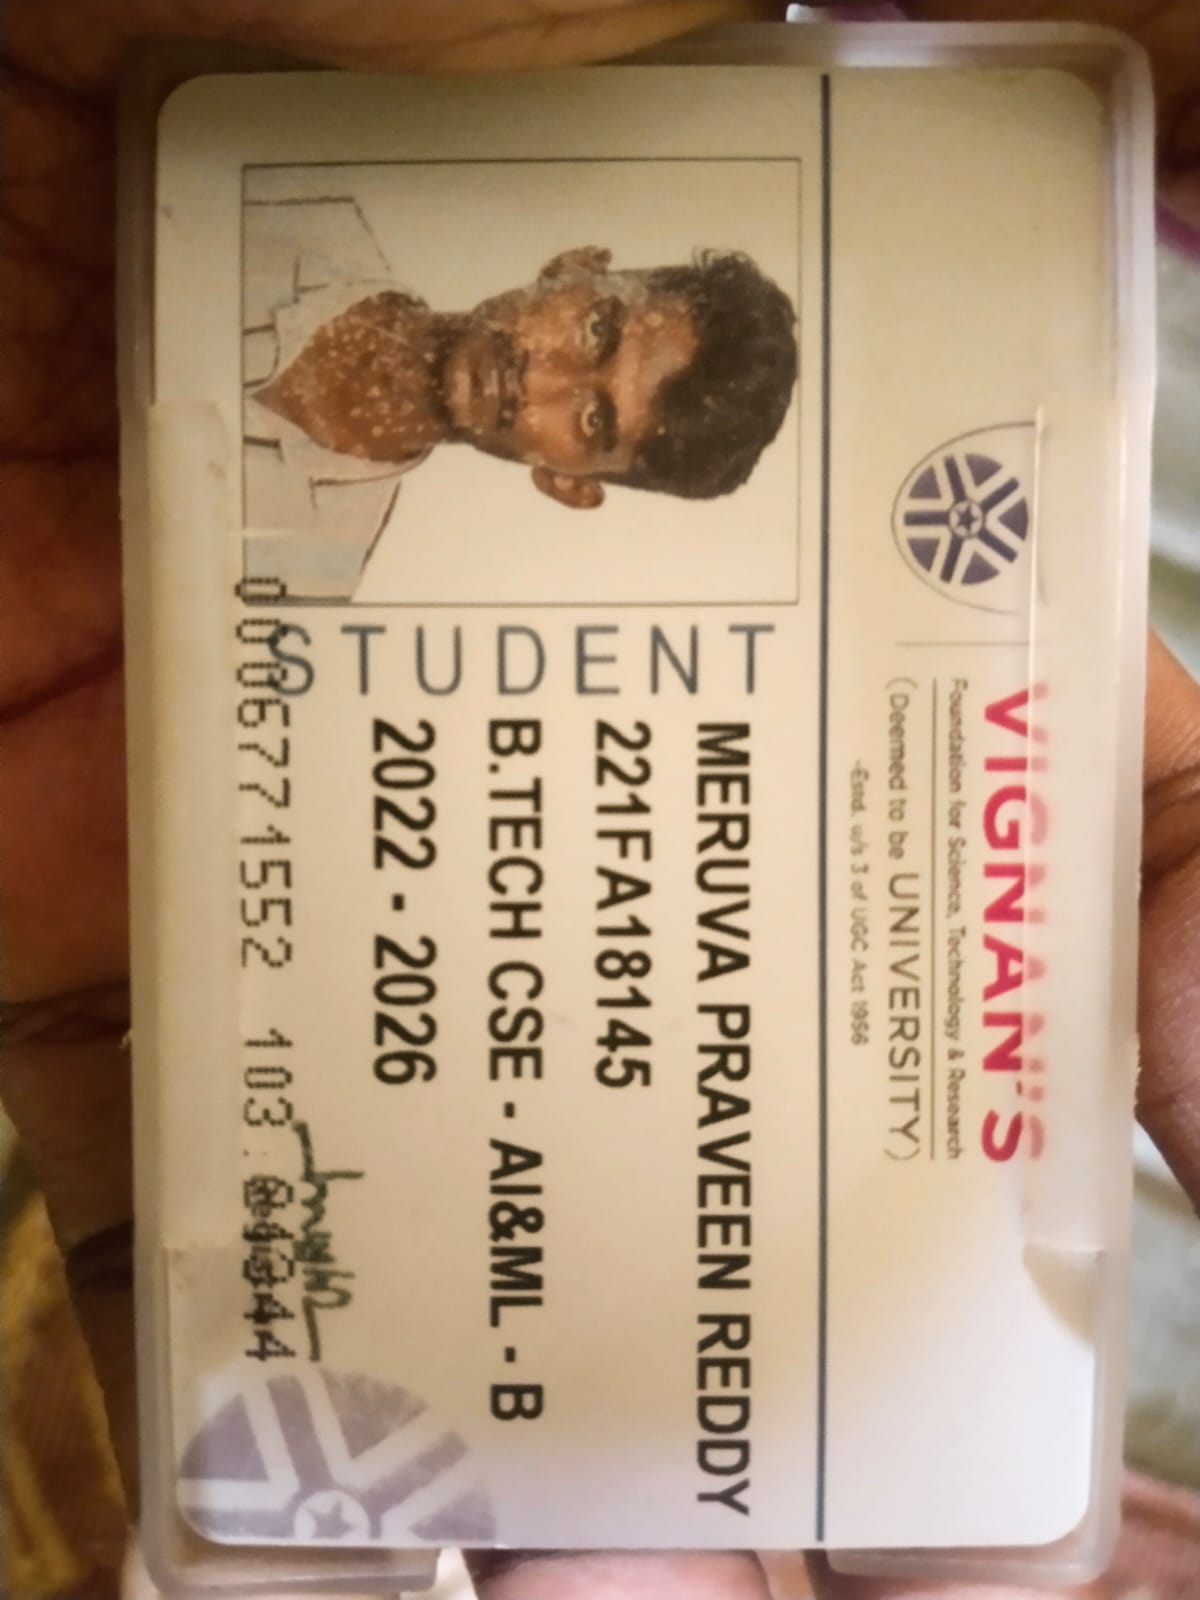 VIGNAN'S
Foundation for Science, Technology & Research
(Deemed to be UNIVERSITY)
-Estd. u/s 3 of UGC Act 1956
STUDENT
MERUVA PRAVEEN REDDY
221FA18145
B.TECH CSE - AI&ML - B
2022 - 2026
Registrar
0006771552 103